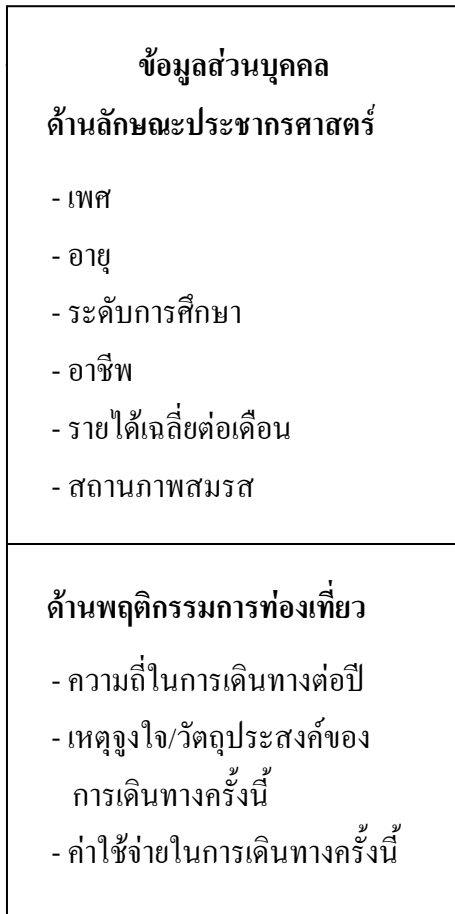 ข้อมูลส่วนบุคคล
ด้านลักษณะประชากรศาสตร์
- เพศ
- อายุ
- ระดับการศึกษา
- อาชีพ
- รายได้เฉลี่ยต่อเดือน
- สถานภาพสมรส
ด้านพฤติกรรมการท่องเที่ยว
- ความถี่ในการเดินทางต่อปี
- เหตุจูงใจ/วัตถุประสงค์ของ
การเดินทางครั้งนี้
- ค่าใช้จ่ายในการเดินทางครั้งนี้